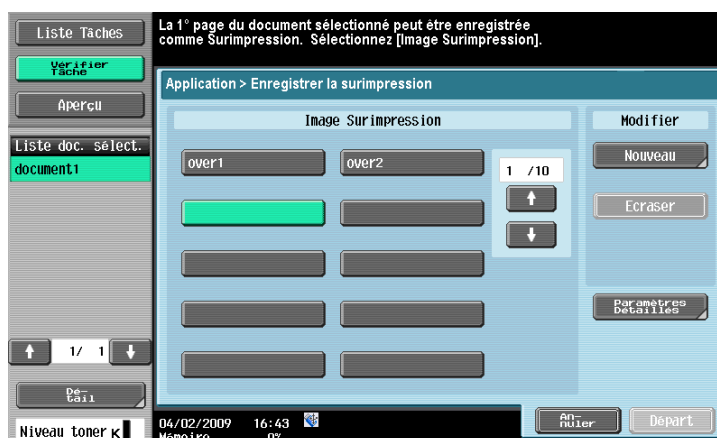 Liste Tâches
Vérifier
Tâche
Aperçu
Liste doc. sélect.
document1
1/ 1
Dé-
tail
Niveau toner K
La 1° page du document sélectionné peut être enregistrée
comme Surimpression. Sélectionnez [Image Surimpression].
Application > Enregistrer la surimpression
Image Surimpression
over1
over2
1 /10
Modifier
Nouveau
Ecraser
Paramètres
Détaillés
04/02/2009 16:43
Mémoire 0%
An-
nuler
Départ